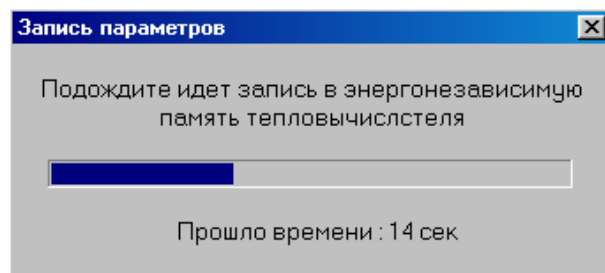 Запись параметров
Подождите идет запись в энергонезависимую
память тепловычислстеля
Прошло времени : 14 сек